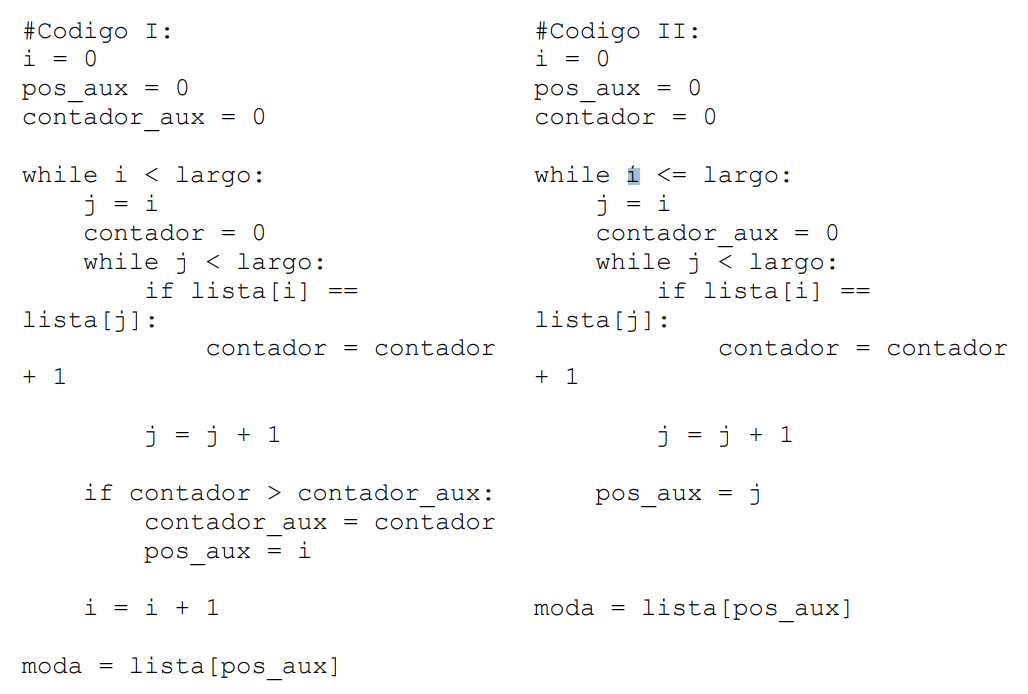 #Codigo I:
i = 0
pos_aux = 0
contador_aux = 0
while i < largo:
j = i
contador = 0
while j < largo:
if lista[i] ==
lista[j]:
contador = contador
+ 1
j = j + 1
if contador > contador_aux:
contador_aux = contador
pos_aux = i
i = i + 1
moda = lista[pos_aux]
#Codigo II:
i = 0
pos_aux = 0
contador = 0
while i <= largo:
j = i
contador_aux = 0
while j < largo:
if lista[i] ==
lista[j]:
contador = contador
+ 1
j = j + 1
pos_aux = j
moda = lista[pos_aux]